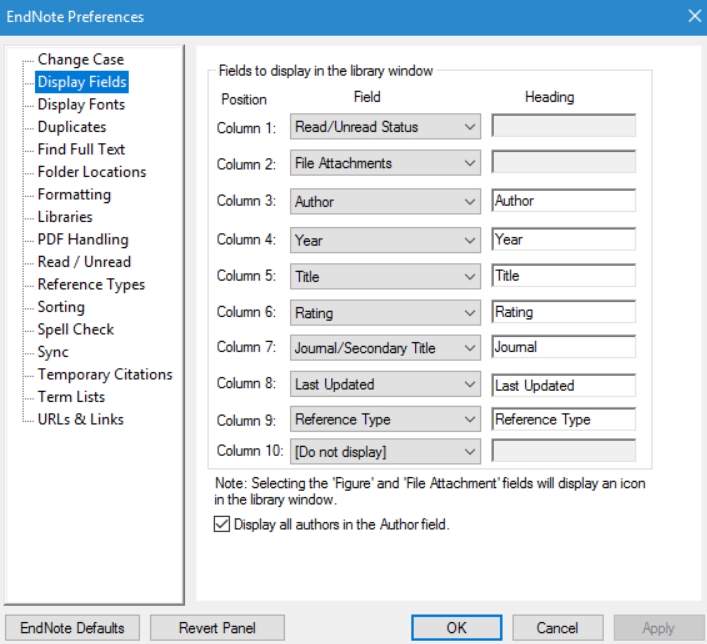 EndNote Preferences
Change Case
Display Fields
Display Fonts
Duplicates
Find Full Text
Folder Locations
Formatting
Libraries
PDF Handling
Read / Unread
Reference Types
Sorting
Spell Check
Sync
Temporary Citations
Term Lists
URLs & Links
Fields to display in the library window
Position Field Heading
Column 1: Read/Unread Status
Column 2: File Attachments
Column 3: Author Author
Column 4: Year Year
Column 5: Title Title
Column 6: Rating Rating
Column 7: Journal/Secondary Title Journal
Column 8: Last Updated Last Updated
Column 9: Reference Type Reference Type
Column 10: [Do not display]
Note: Selecting the 'Figure' and 'File Attachment' fields will display an icon
in the library window.
Display all authors in the Author field.
EndNote Defaults Revert Panel OK Cancel Apply